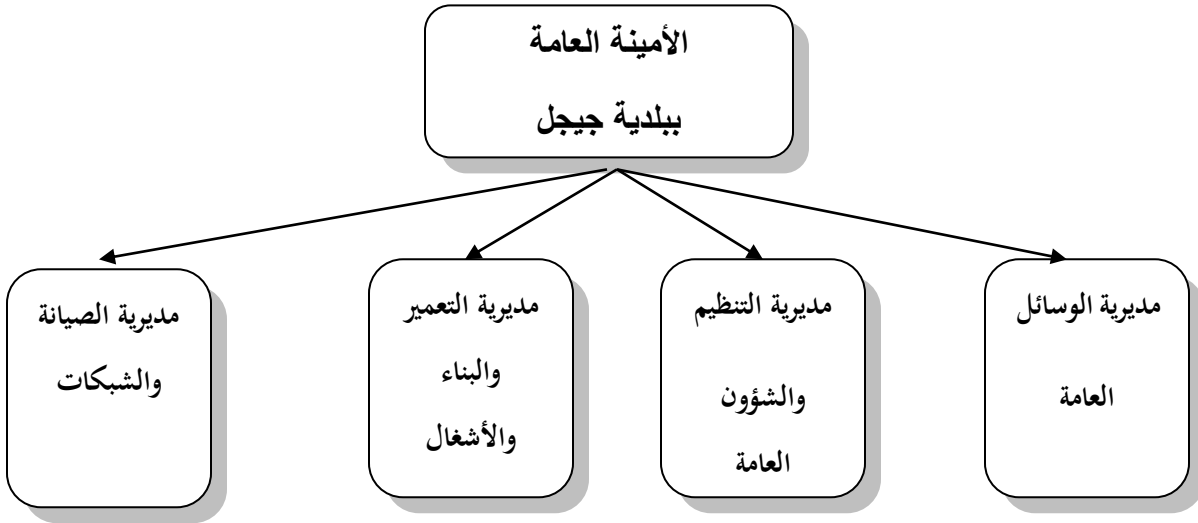 الأمينة العامة
ببلدية جيجل
مديرية الوسائل
العامة
مديرية التنظيم
والشؤون
العامة
مديرية التعمير
والبناء
والأشغال
مديرية الصيانة
والشبكات